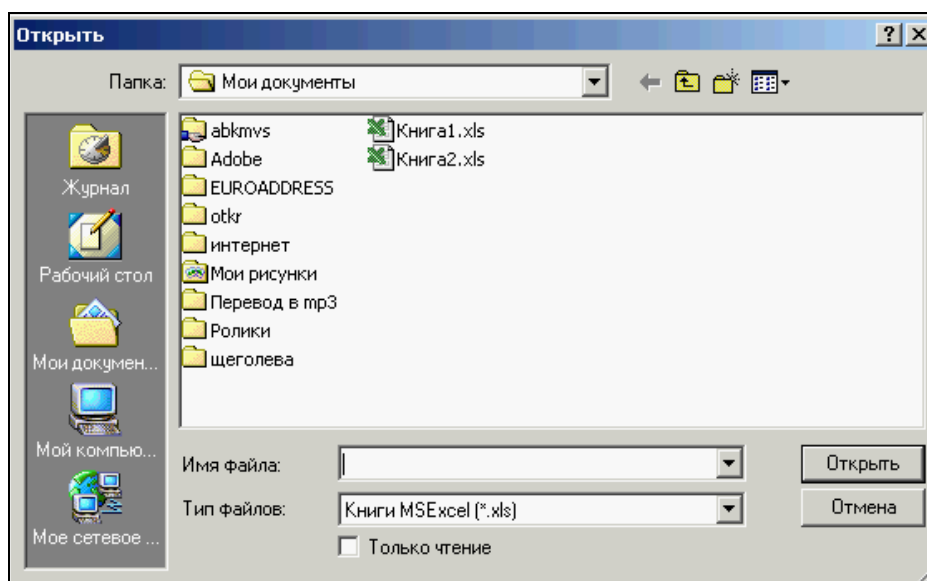 Открыть
Папка:
Мои документы
Журнал
Рабочий стол
Мои докумен...
Мой компью...
Мое сетевое ...
abkmvs
Adobe
EUROADDRESS
otkr
интернет
Мои рисунки
Перевод в mp3
Ролики
щеголева
Книга1.xls
Книга2.xls
Имя файла:
Открыть
Тип файлов:
Книги MSExcel (*.xls)
Отмена
Только чтение